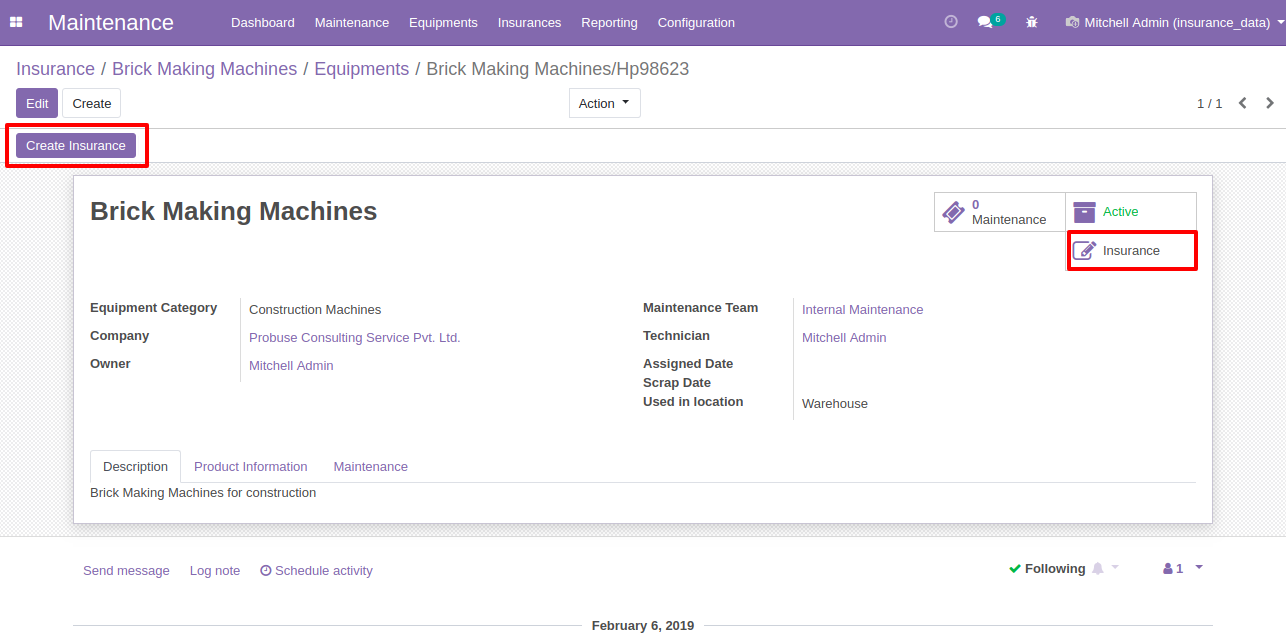 Maintenance Dashboard Maintenance Equipments Insurances Reporting Configuration 6 Mitchell Admin (insurance_data)
Insurance / Brick Making Machines / Equipments / Brick Making Machines/Hp98623
Edit Create Action 1 / 1
Create Insurance
Brick Making Machines
0
Maintenance
Active
Insurance
Equipment Category Construction Machines
Company Probuse Consulting Service Pvt. Ltd.
Owner Mitchell Admin
Maintenance Team Internal Maintenance
Technician Mitchell Admin
Assigned Date
Scrap Date
Used in location Warehouse
Description Product Information Maintenance
Brick Making Machines for construction
Send message Log note Schedule activity Following 1
February 6, 2019